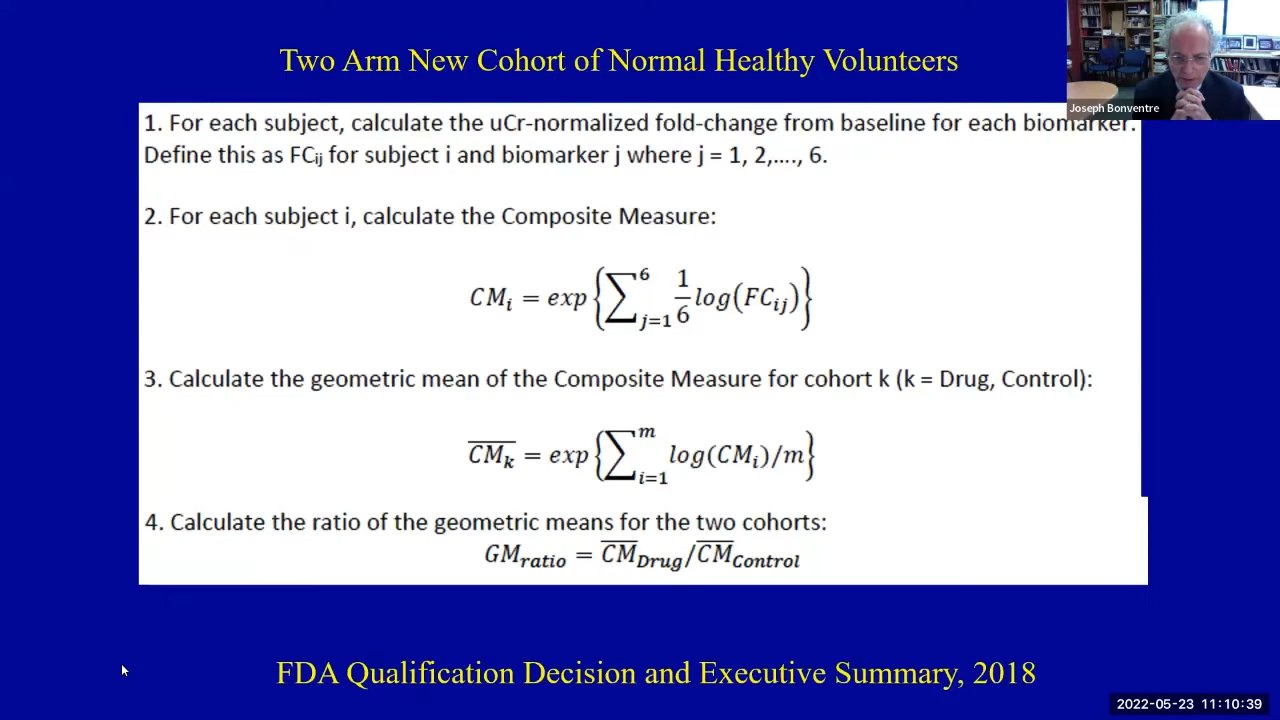 Two Arm New Cohort of Normal Healthy Volunteers
Joseph Bonventre
1. For each subject, calculate the uCr-normalized fold-change from baseline for each biomarker.
Define this as FCij for subject i and biomarker j where j = 1, 2,...., 6.
2. For each subject i, calculate the Composite Measure:
CMᵢ = exp{∑⁶ⱼ₌₁ 1/6 log(FCᵢⱼ)}
3. Calculate the geometric mean of the Composite Measure for cohort k (k = Drug, Control):
C̅M̅ₖ = exp{∑ᵐᵢ₌₁ log(CMᵢ)/m}
4. Calculate the ratio of the geometric means for the two cohorts:
GMratio = C̅M̅Drug/C̅M̅Control
FDA Qualification Decision and Executive Summary, 2018
2022-05-23 11:10:39